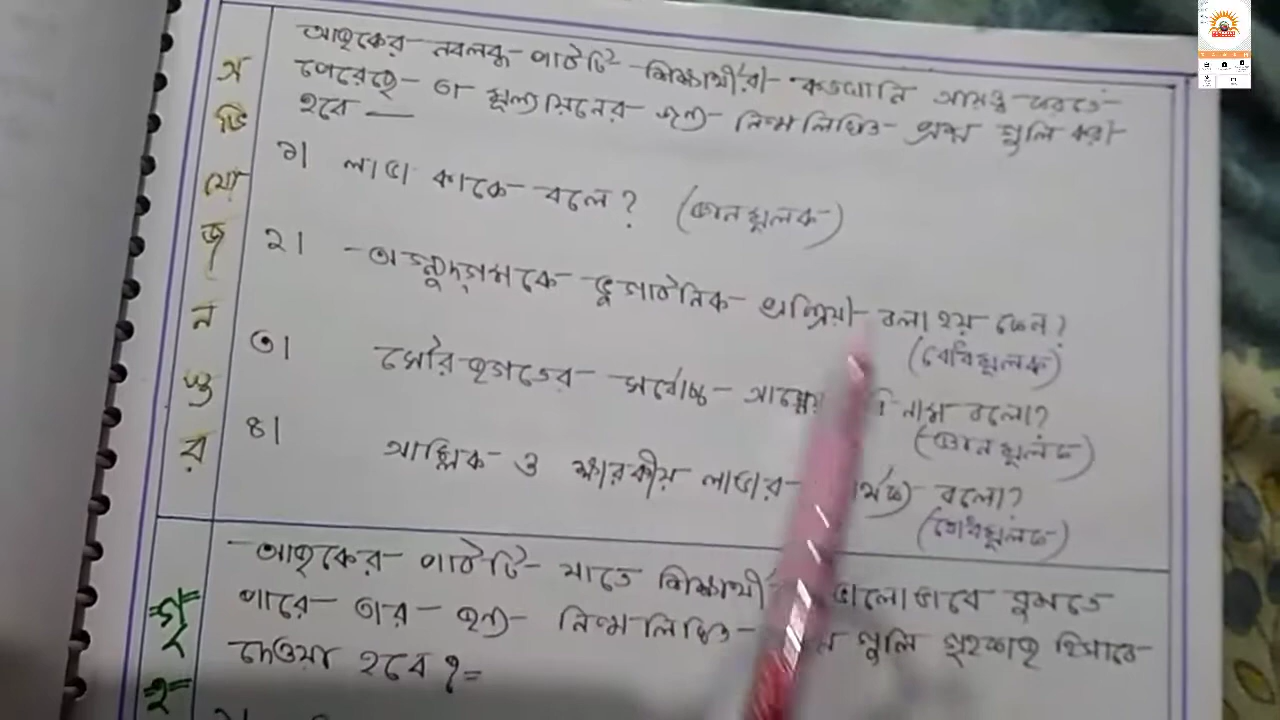 আজকের নবলব্ধ পাঠটি শিক্ষার্থীরা কতখানি আয়ত্ত করতে
পেরেছে তা মূল্যায়নের জন্য নিম্নলিখিত প্রশ্ন গুলি করা
হবে —
১। লাভা কাকে বলে? (জ্ঞানমূলক)
২। অগ্ন্যুদ্গমকে ভূগাঠনিক প্রক্রিয়া বলা হয় কেন?
(বোধমূলক)
৩। সৌরজগতের সর্বোচ্চ নাম বলো?
(জ্ঞানমূলক)
৪। আম্লিক ও ক্ষারকীয় লাভার বলো?
(বোধমূলক)
অ
ভি
যো
জ
ন
স্ত
র
আজকের পাঠটি যাতে ভালোভাবে বুঝতে
পারে তার জন্য নিম্নলিখিত গুলি গৃহকাজ হিসাবে
দেওয়া হবে ঃ=
গৃ
হ